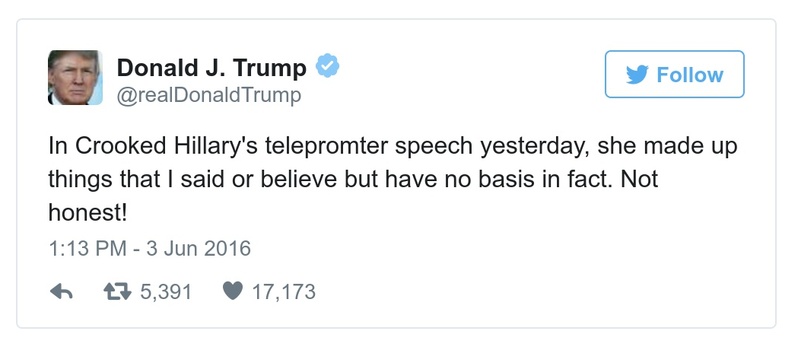 Donald J. Trump
@realDonaldTrump
Follow
In Crooked Hillary's telepromter speech yesterday, she made up
things that I said or believe but have no basis in fact. Not
honest!
1:13 PM - 3 Jun 2016
5,391 17,173